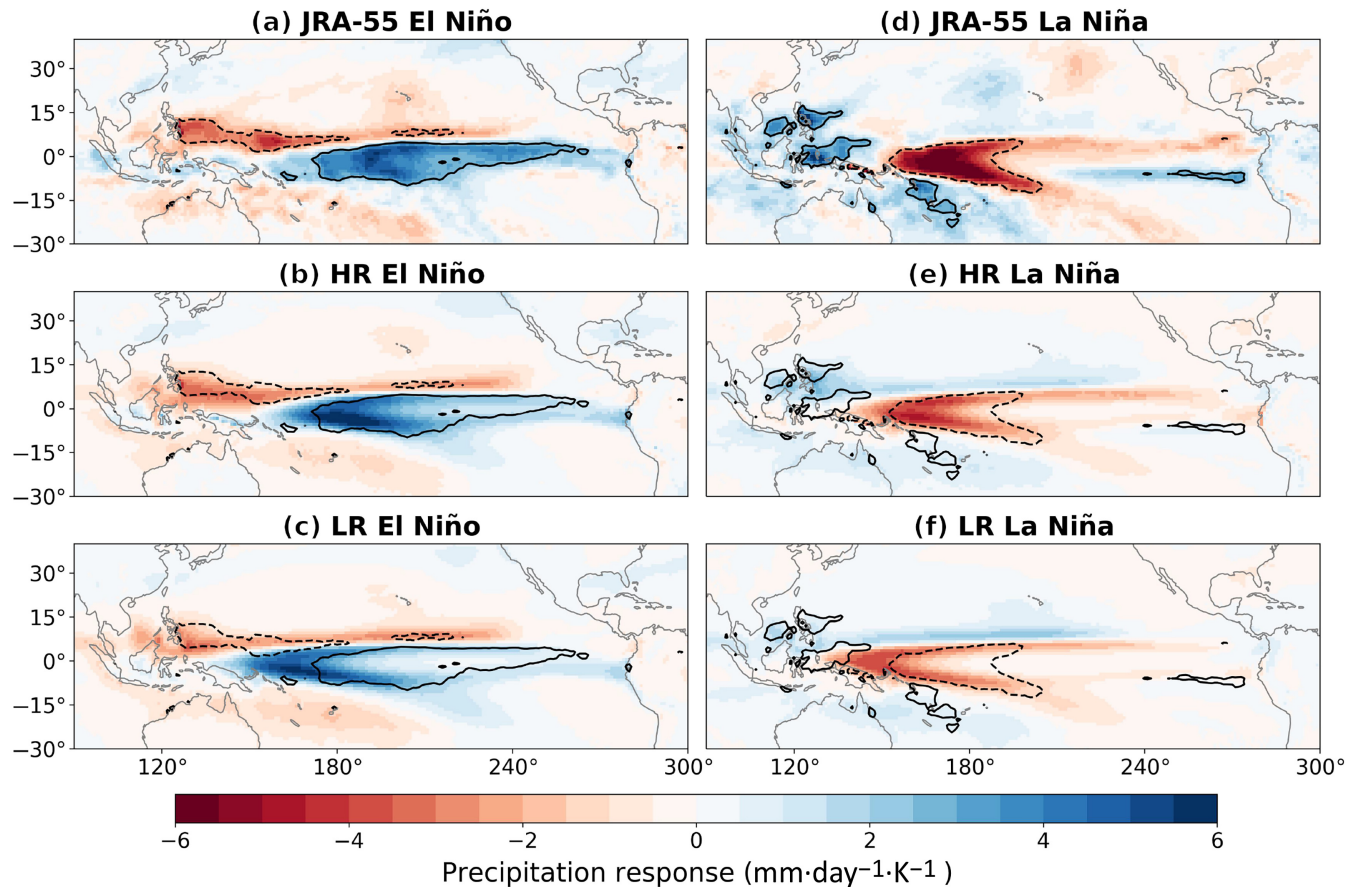 (a) JRA-55 El Niño
(d) JRA-55 La Niña
30°
15°
0°
−15°
−30°
(b) HR El Niño
(e) HR La Niña
30°
15°
0°
−15°
−30°
(c) LR El Niño
(f) LR La Niña
30°
15°
0°
−15°
−30°
120° 180° 240° 300°0° 120° 180° 240° 300°
−6 −4 −2 0 2 4 6
Precipitation response (mm·day⁻¹·K⁻¹ )